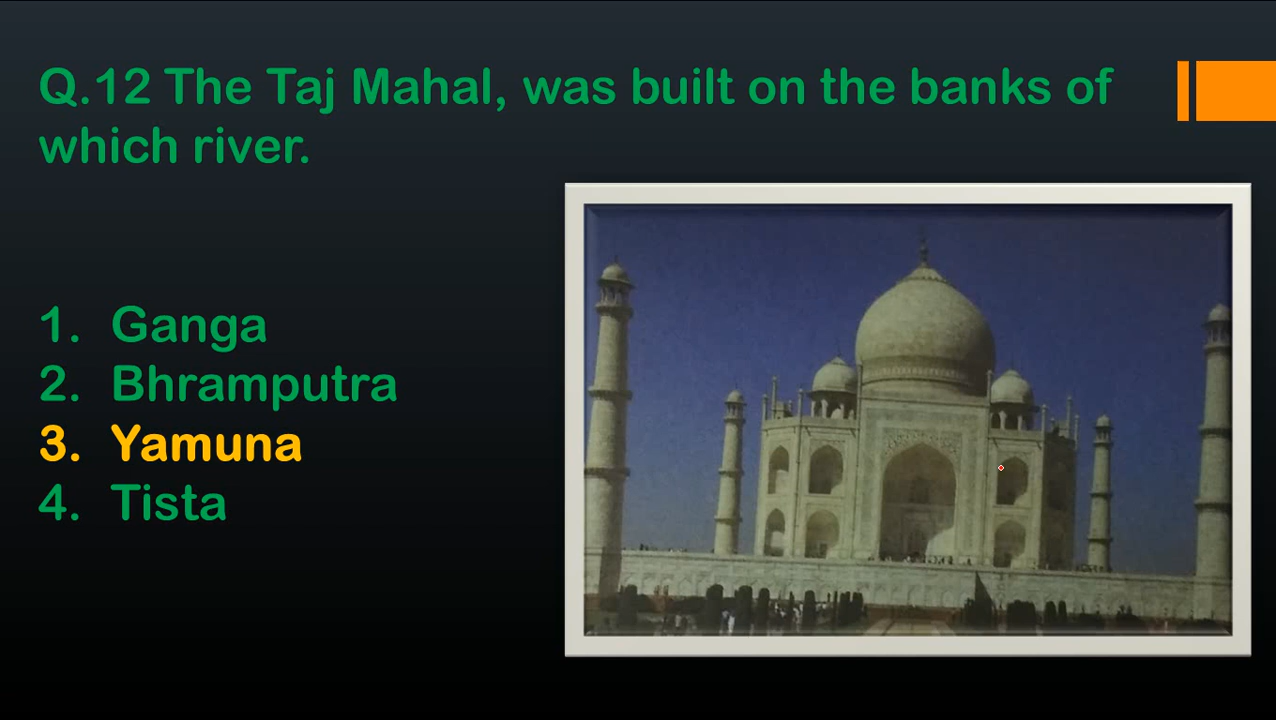 Q.12 The Taj Mahal, was built on the banks of
which river.
1. Ganga
2. Bhramputra
3. Yamuna
4. Tista